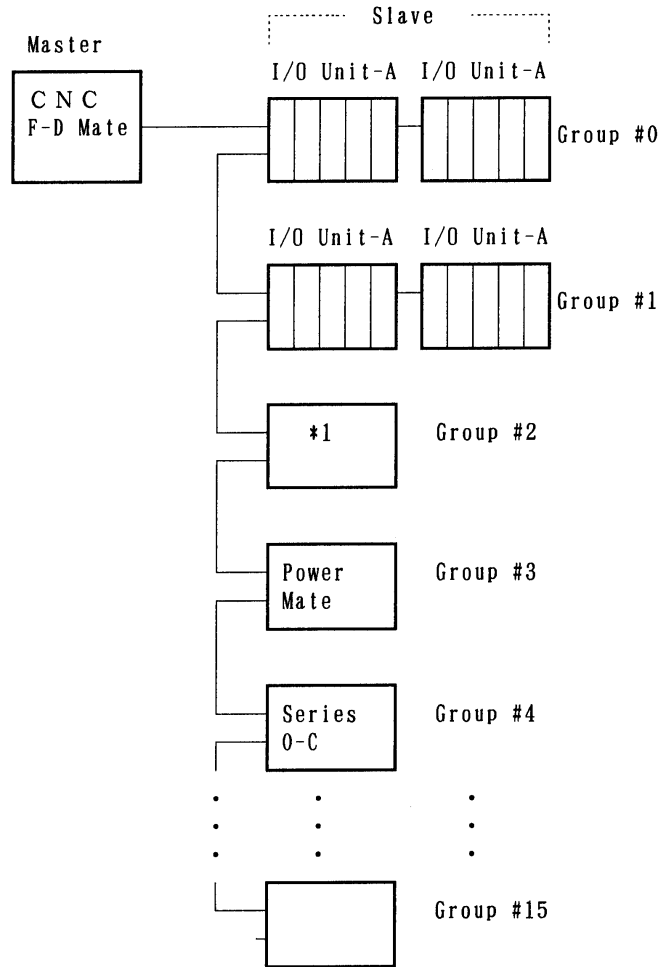 Slave
Master
I/O Unit-A I/O Unit-A
CNC
F-D Mate
Group #0
I/O Unit-A I/O Unit-A
Group #1
*1
Group #2
Power
Mate
Group #3
Series
0-C
Group #4
Group #15